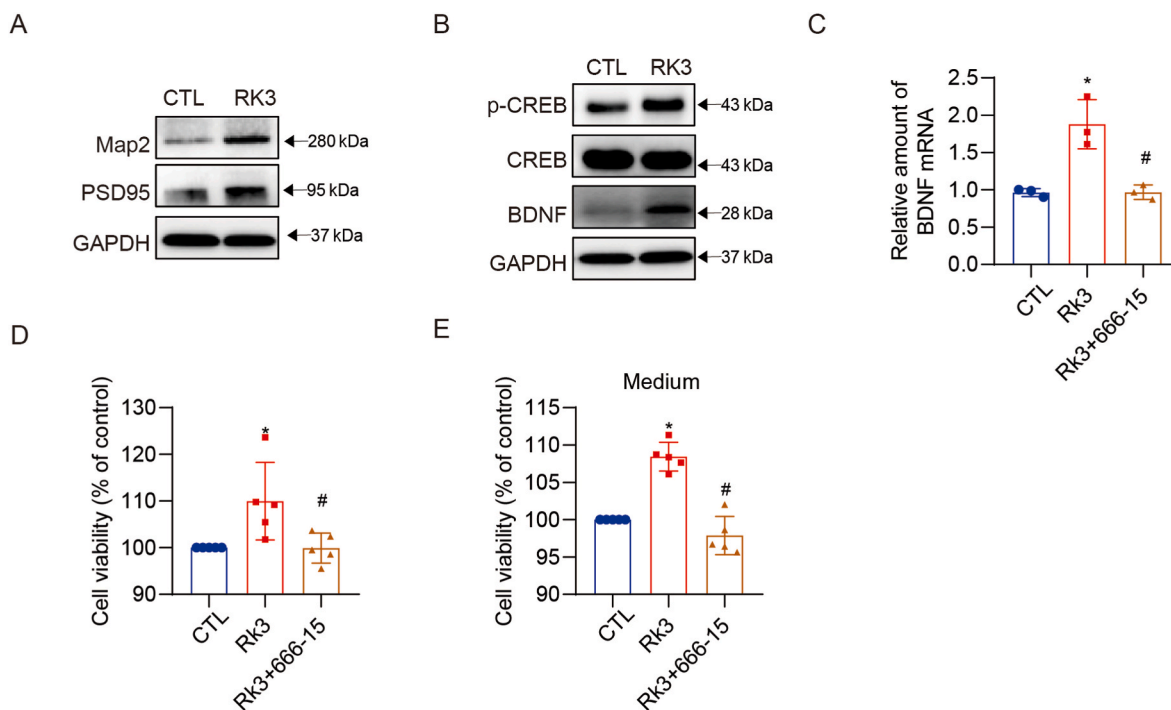 A
CTL RK3
Map2 280 kDa
PSD95 95 kDa
GAPDH 37 kDa
B
CTL RK3
p-CREB 43 kDa
CREB 43 kDa
BDNF 28 kDa
GAPDH 37 kDa
C
Relative amount of
BDNF mRNA
2.5
2.0
1.5
1.0
0.5
0.0
*
#
CTL
Rk3
Rk3+666-15
D
Cell viability (% of control)
130
120
110
100
90
*
#
CTL
Rk3
Rk3+666-15
E
Medium
Cell viability (% of control)
115
110
105
100
95
90
*
#
CTL
Rk3
Rk3+666-15